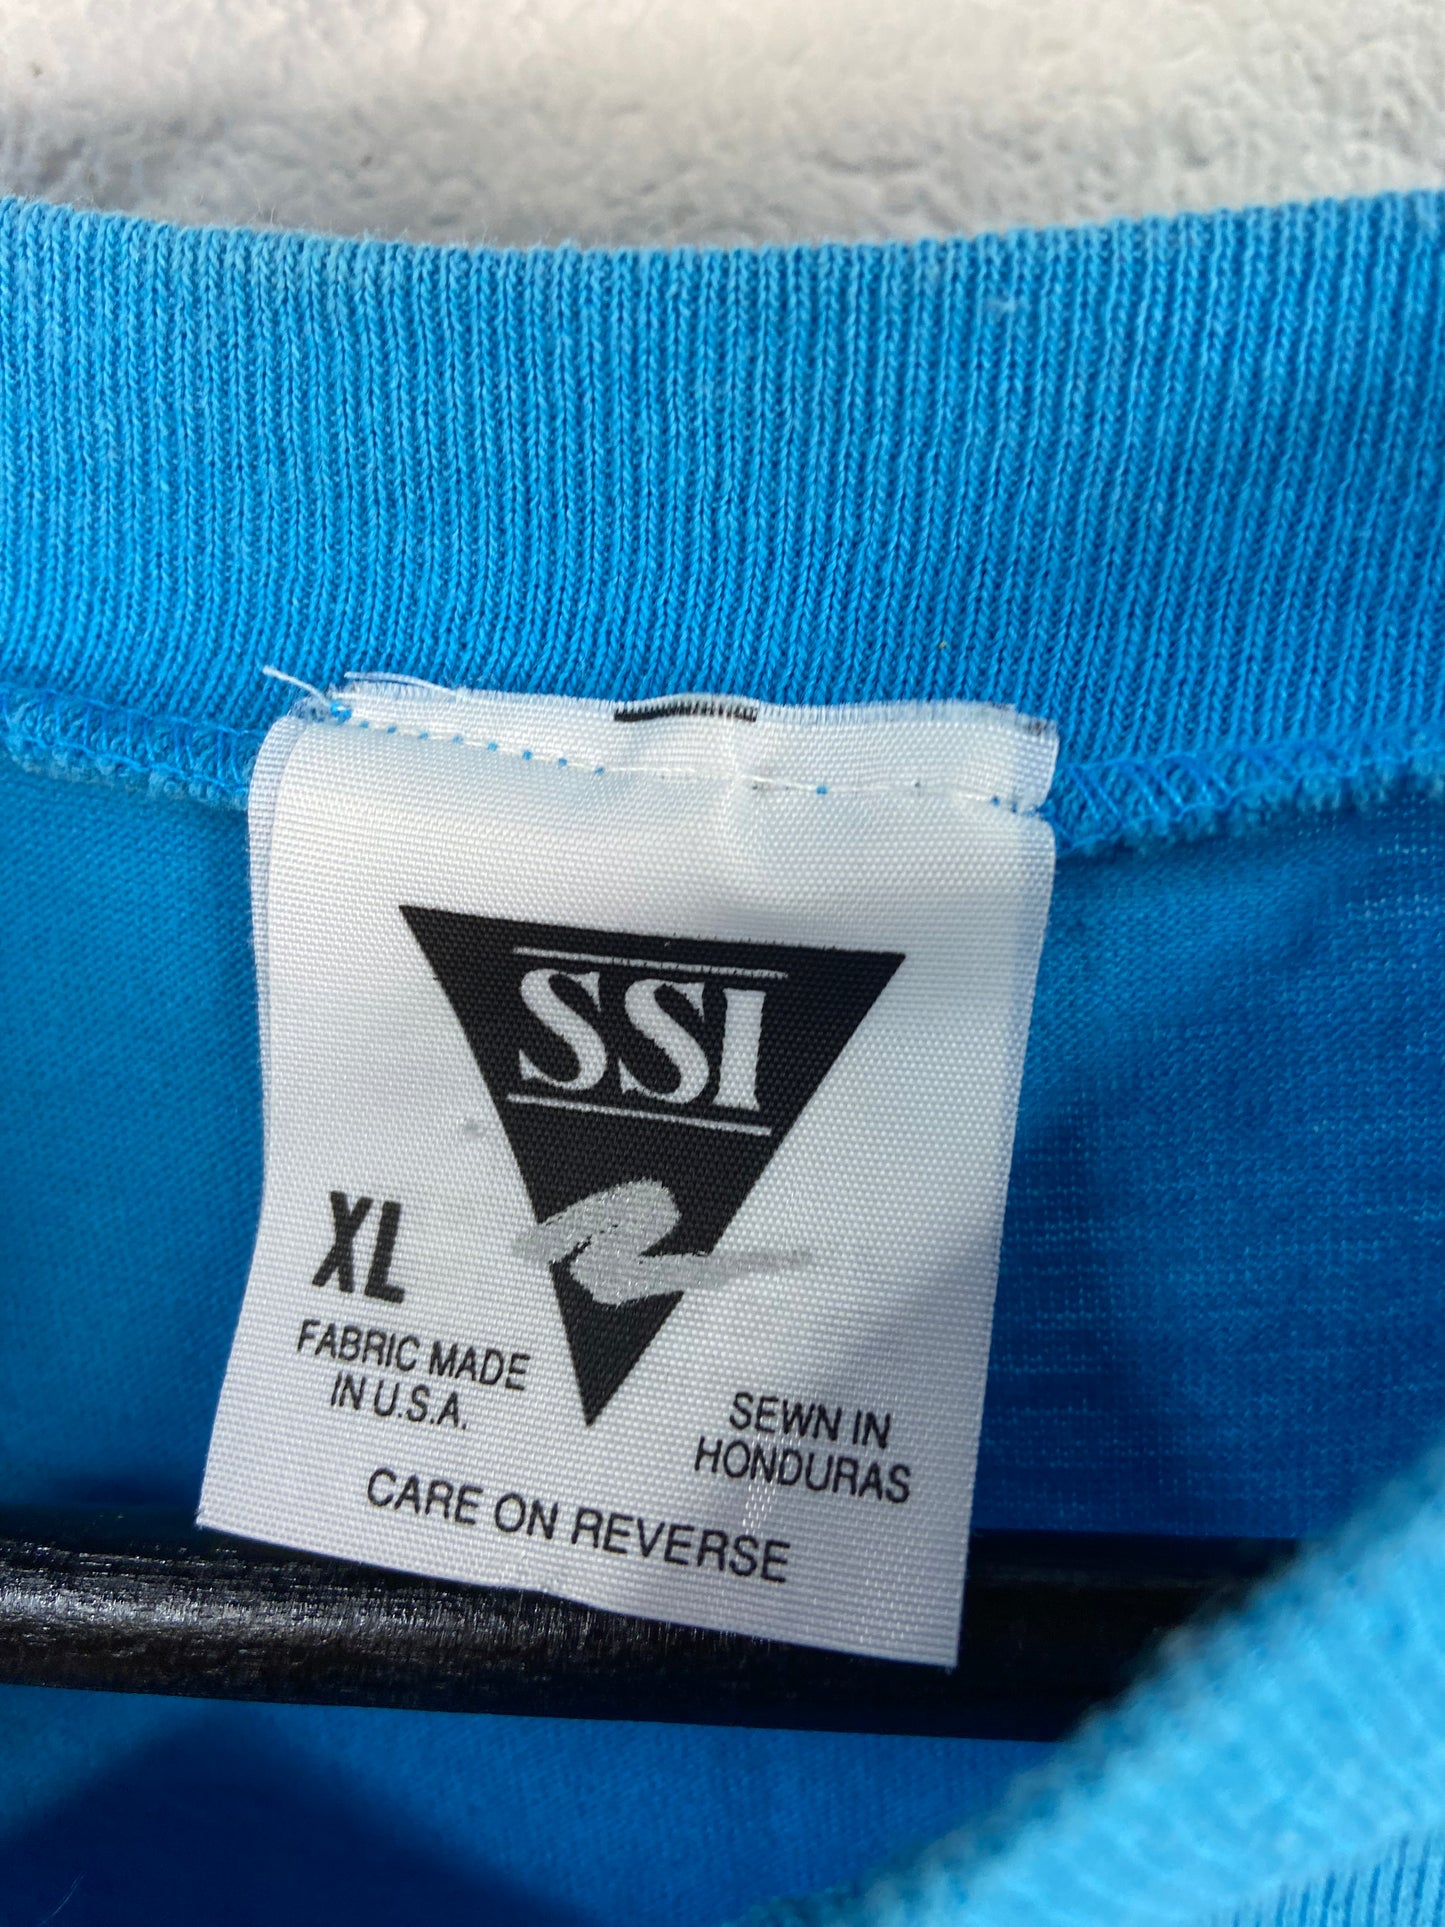 SSI
XL
FABRIC MADE
IN U.S.A.
SEWN IN
HONDURAS
CARE ON REVERSE